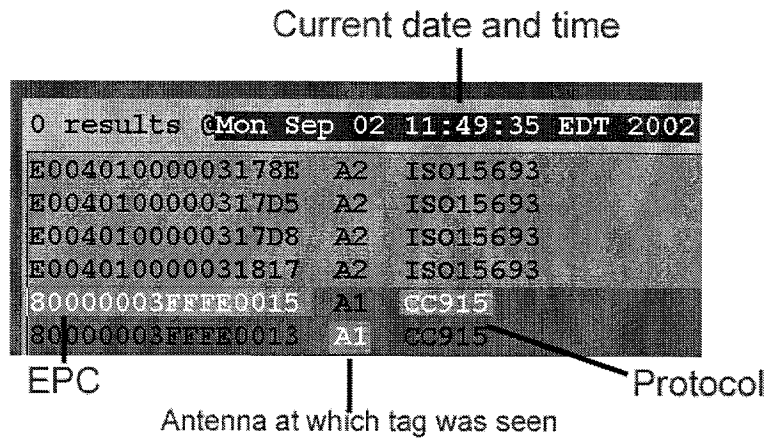 Current date and time
0 results @Mon Sep 02 11:49:35 EDT 2002
E00401000003178E A2 ISO15693
E0040100000317D5 A2 ISO15693
E0040100000317D8 A2 ISO15693
E004010000031817 A2 ISO15693
80000003FFFE0015 A1 CC915
80000003FFFE0013 A1 CC915
EPC
Protocol
Antenna at which tag was seen